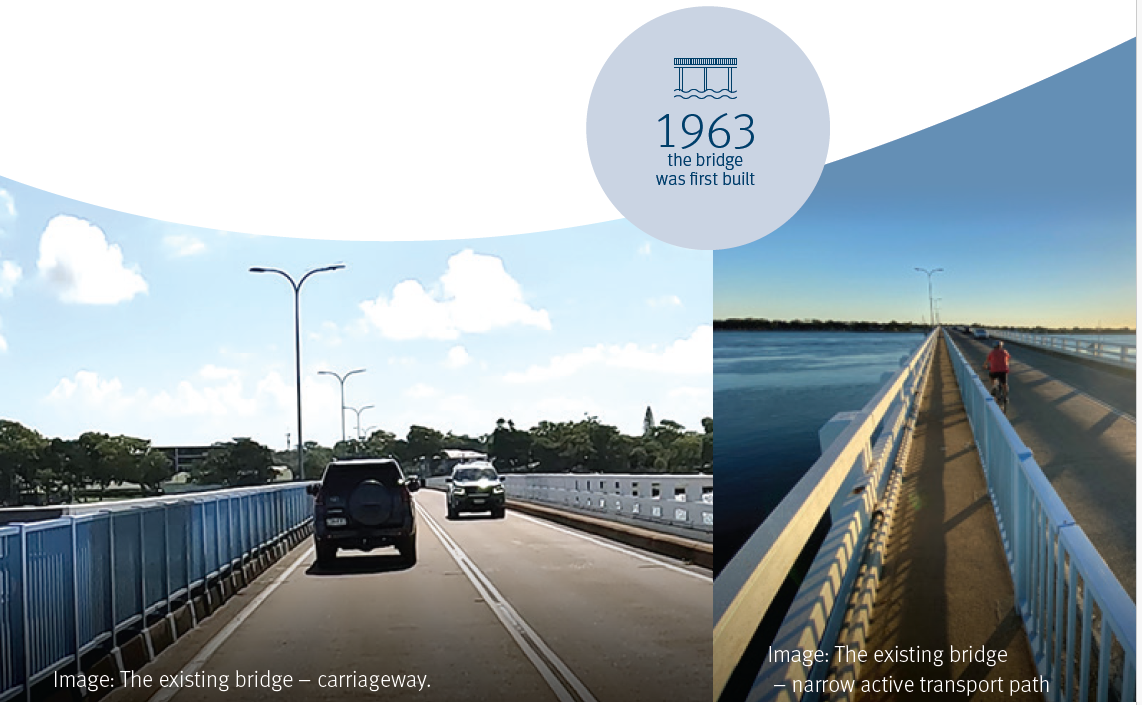 1963
the bridge
was first built
Image: The existing bridge – carriageway.
Image: The existing bridge
– narrow active transport path